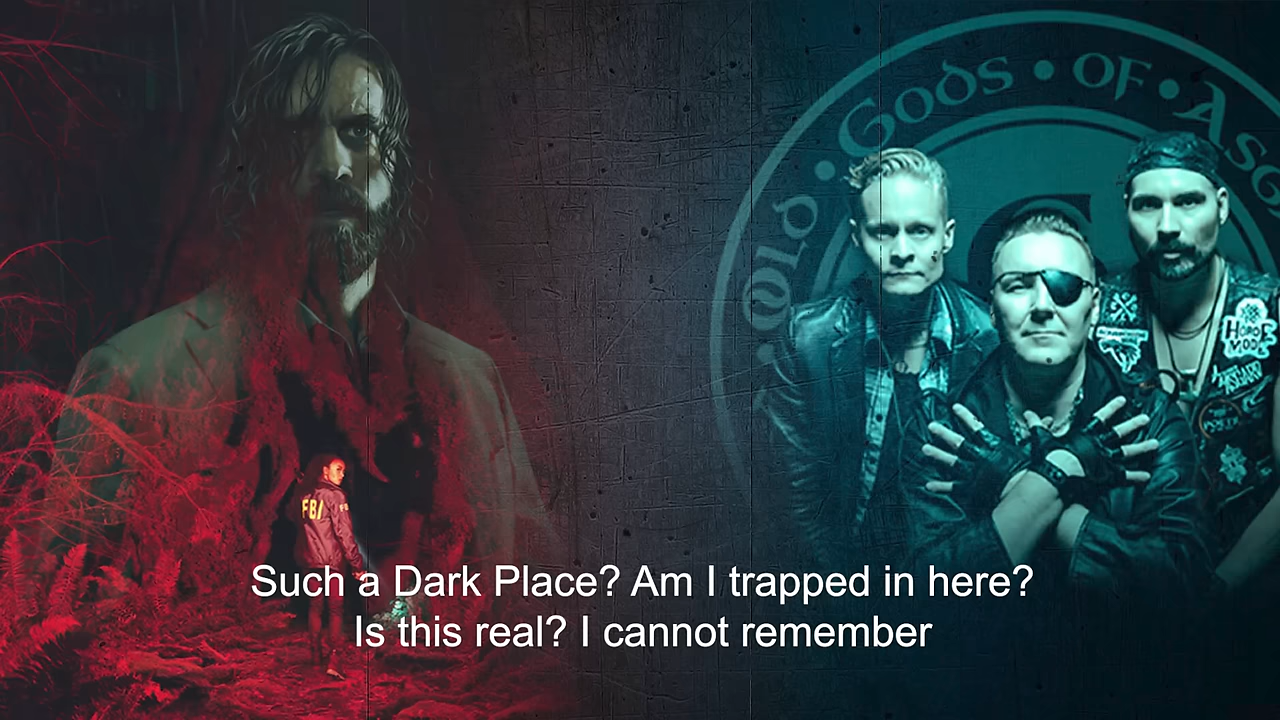 OLD • GODS • OF • ASG
FBI
Such a Dark Place? Am I trapped in here?
Is this real? I cannot remember